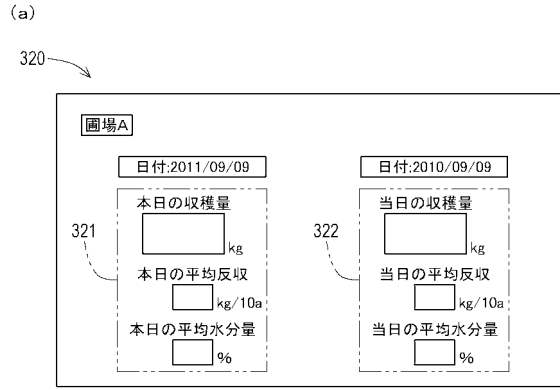 (a)
320
圃場A
日付:2011/09/09
日付:2010/09/09
本日の収穫量
kg
本日の平均反収
kg/10a
本日の平均水分量
%
321
当日の収穫量
kg
当日の平均反収
kg/10a
当日の平均水分量
%
322